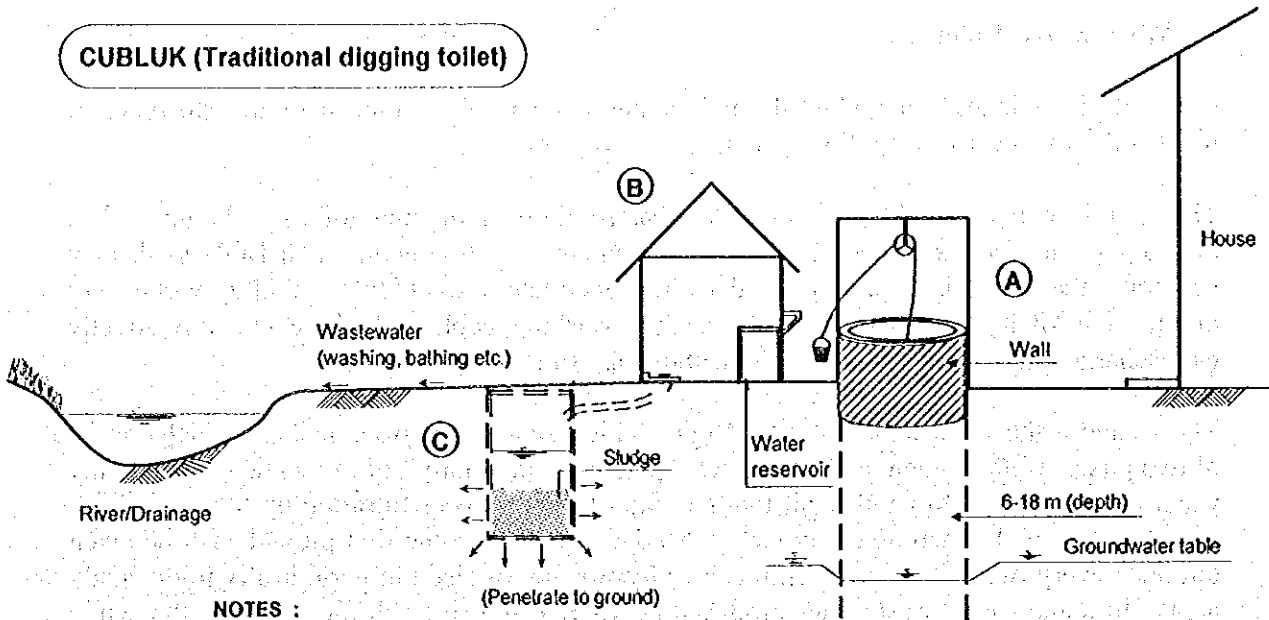 CUBLUK (Traditional digging toilet)
B
House
A
Wastewater
(washing, bathing etc.)
Wall
C
Sludge
Water
reservoir
River/Drainage
6-18 m (depth)
Groundwater table
(Penetrate to ground)
NOTES :